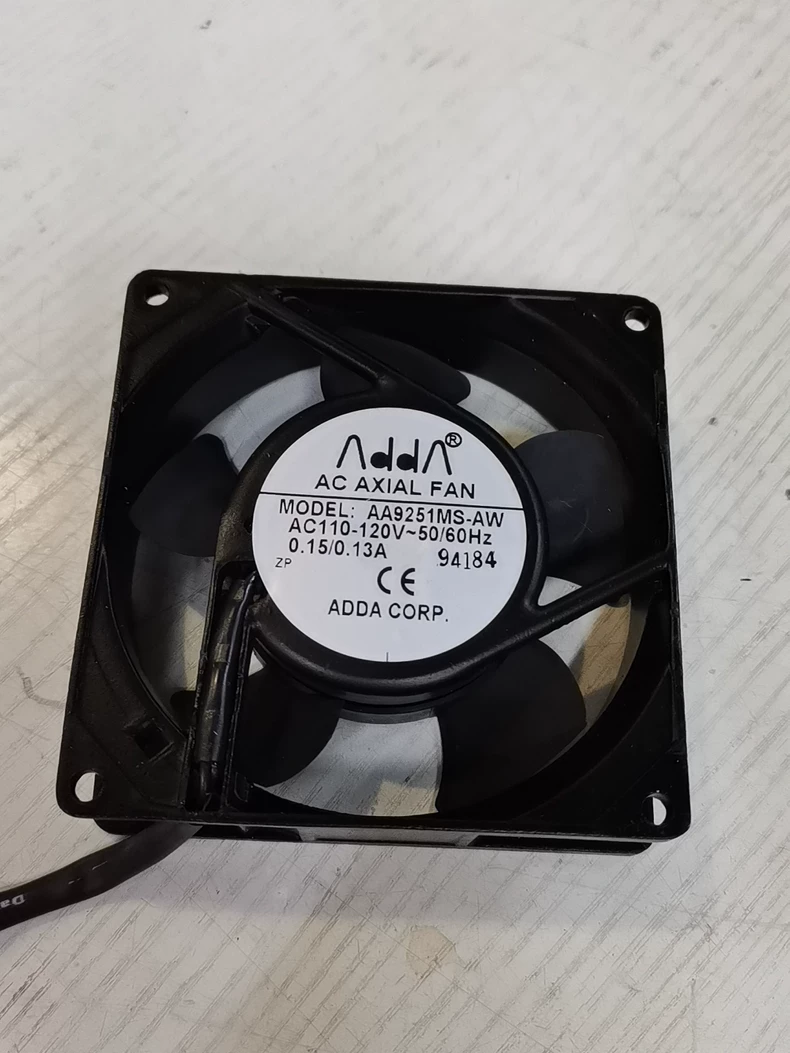 AddA®
AC AXIAL FAN
MODEL: AA9251MS-AW
AC110-120V~50/60Hz
0.15/0.13A 94184
ZP
CE
ADDA CORP.
Da